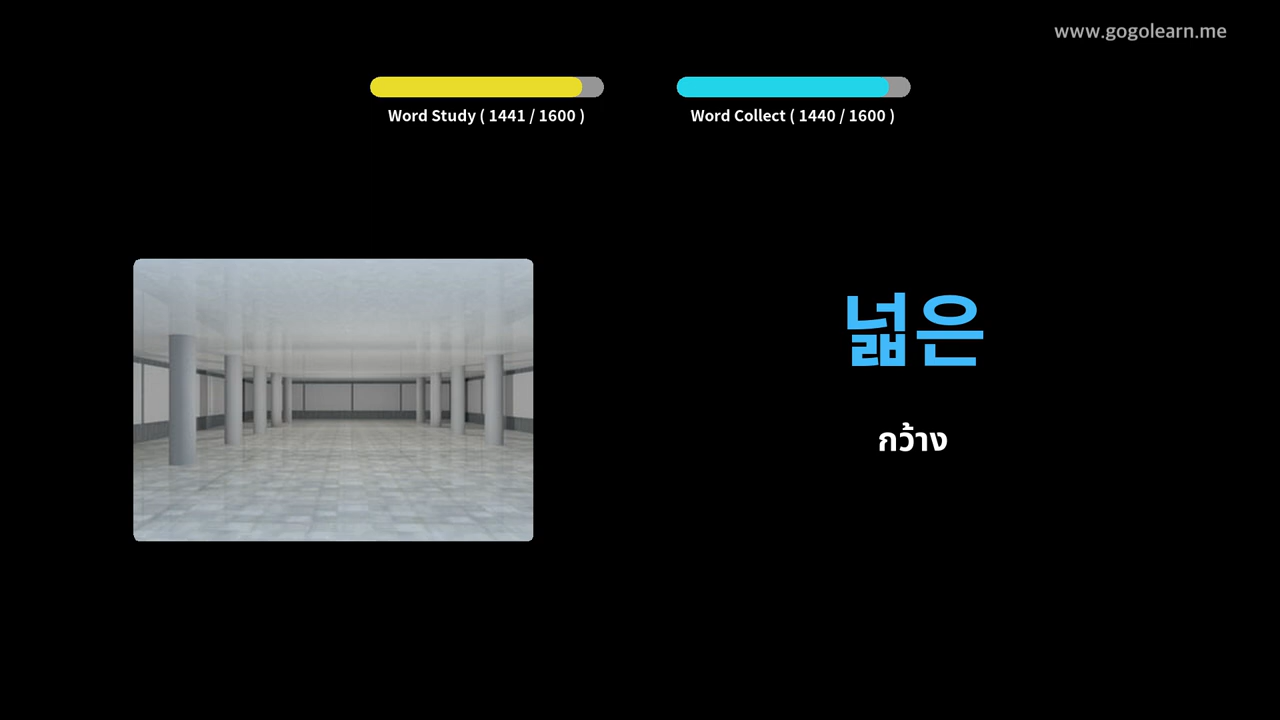 www.gogolearn.me
Word Study ( 1441 / 1600 )
Word Collect ( 1440 / 1600 )
넓은
กว้าง